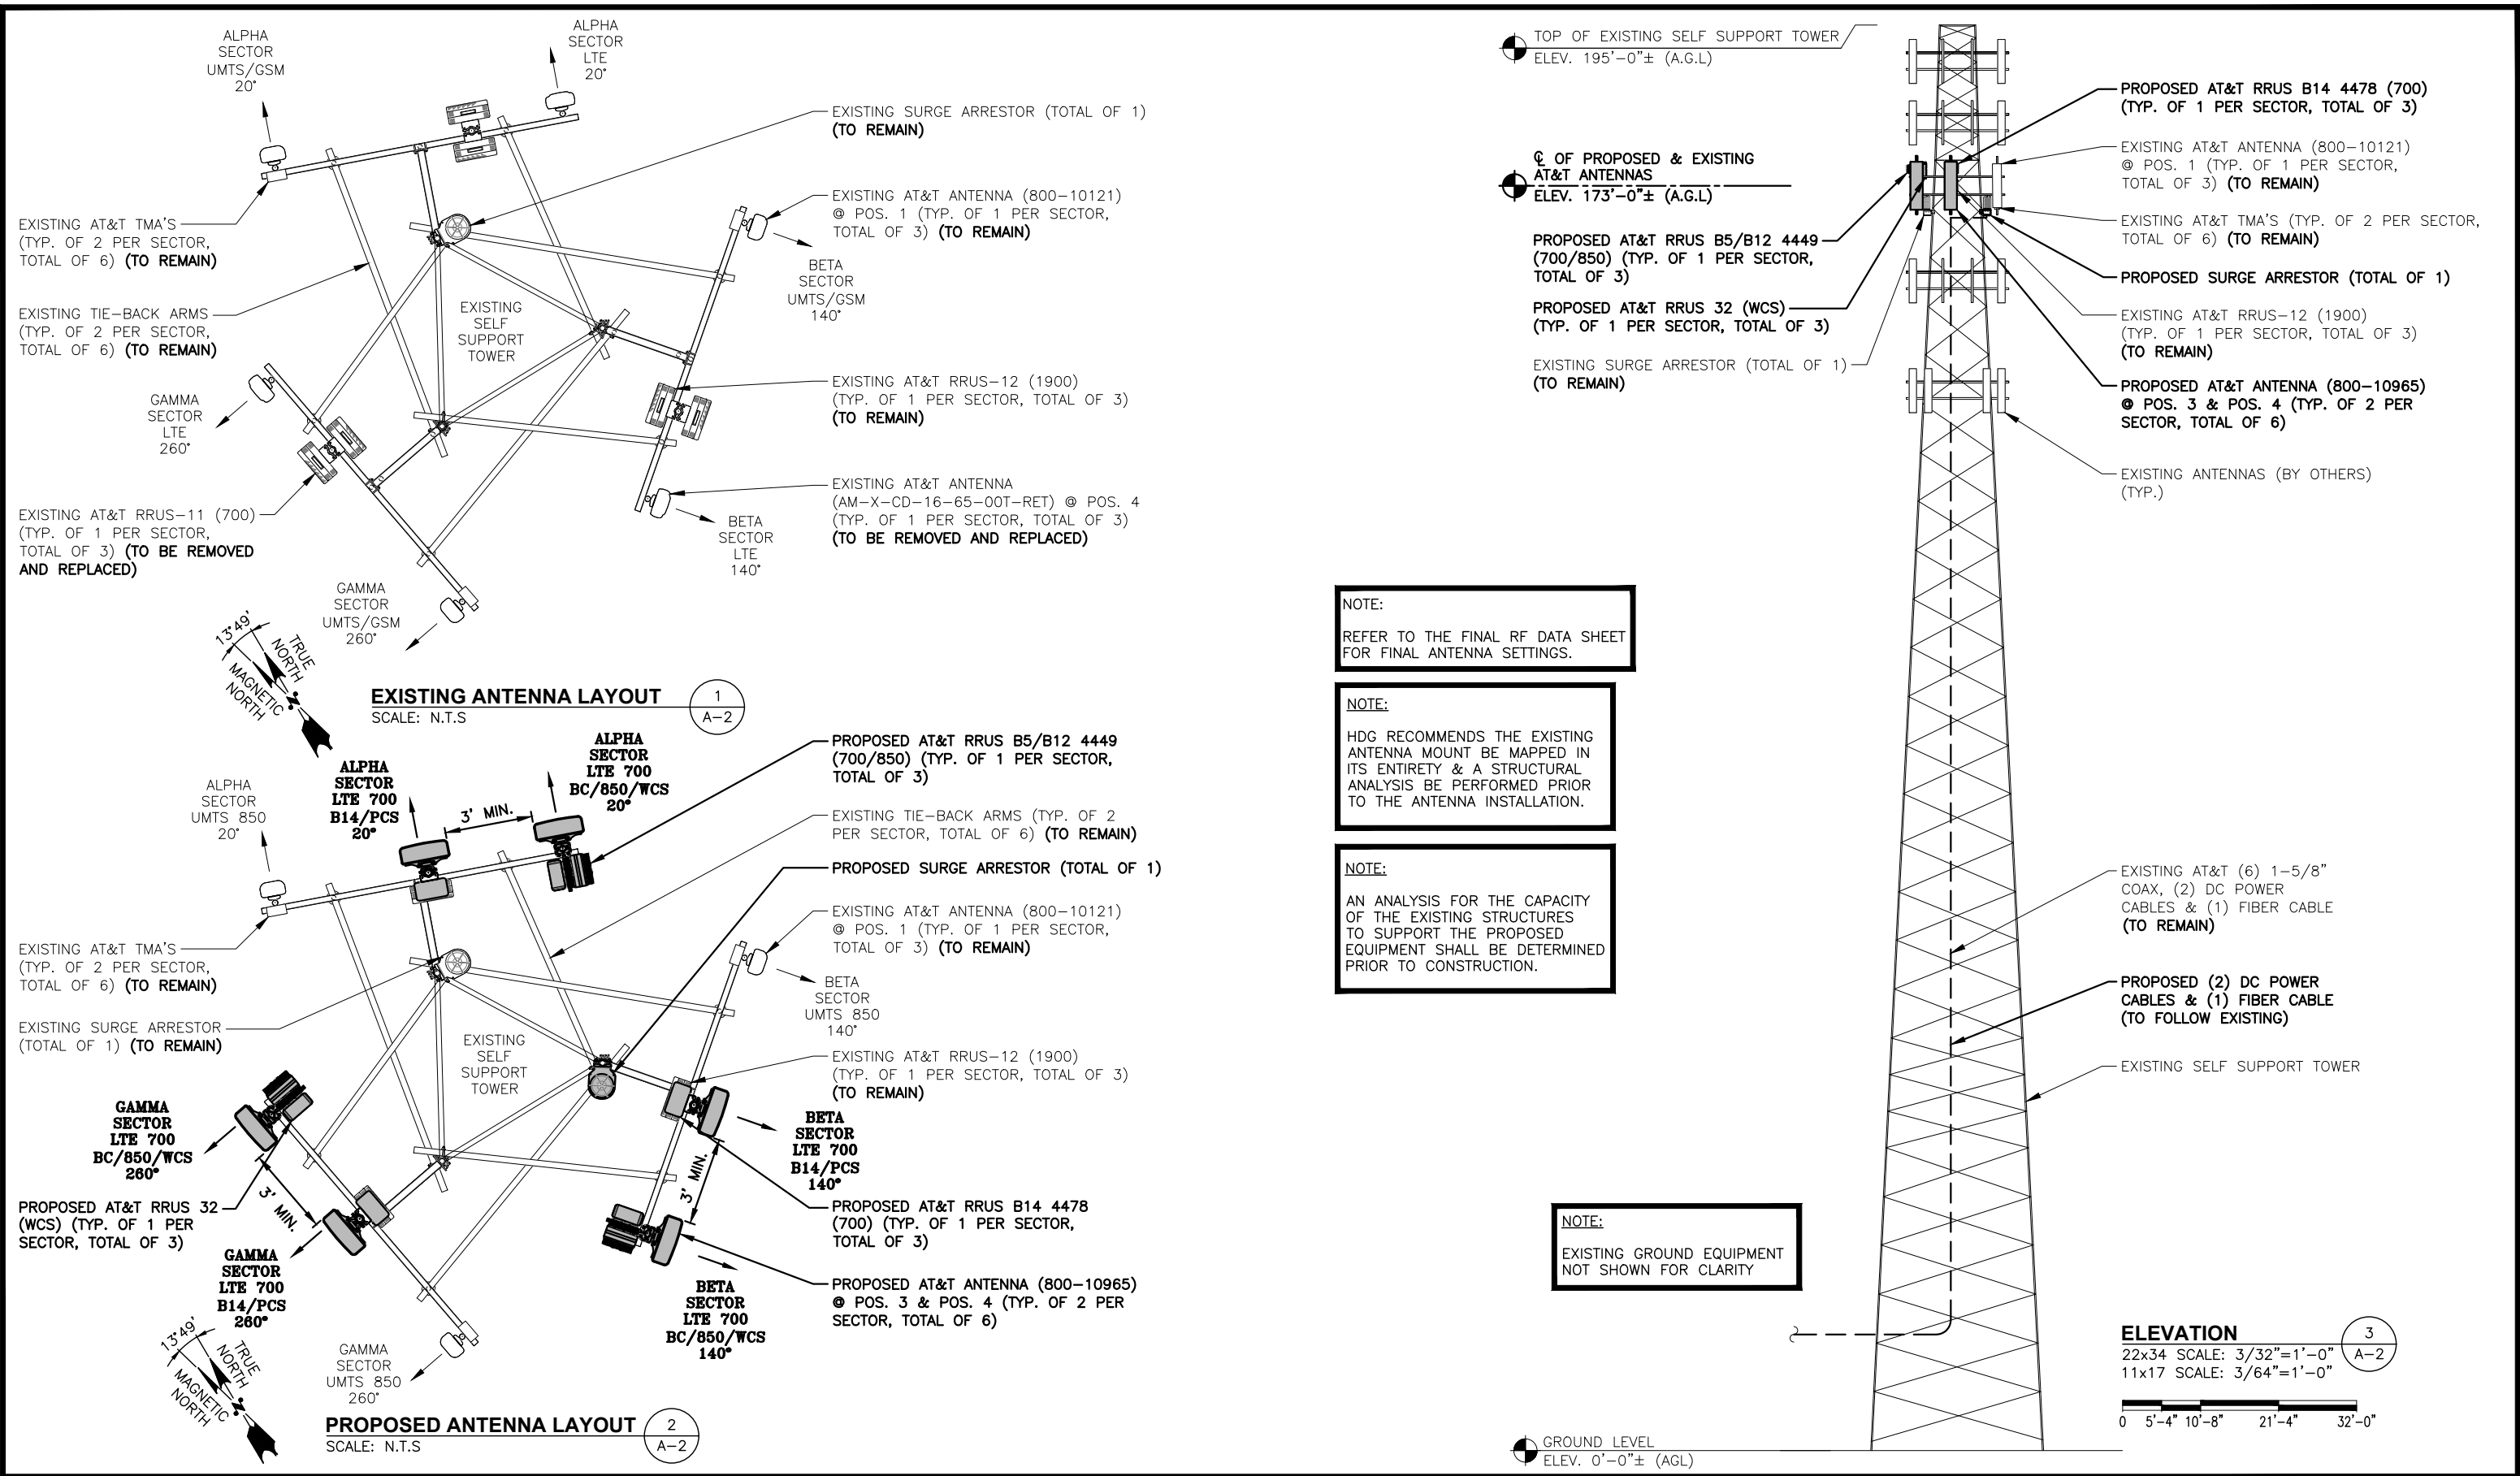 ALPHA
SECTOR
UMTS/GSM
20°
ALPHA
SECTOR
LTE
20°
EXISTING SURGE ARRESTOR (TOTAL OF 1)
(TO REMAIN)
EXISTING AT&T ANTENNA (800-10121)
@ POS. 1 (TYP. OF 1 PER SECTOR,
TOTAL OF 3) (TO REMAIN)
EXISTING AT&T TMA'S
(TYP. OF 2 PER SECTOR,
TOTAL OF 6) (TO REMAIN)
BETA
SECTOR
UMTS/GSM
140°
EXISTING TIE-BACK ARMS
(TYP. OF 2 PER SECTOR,
TOTAL OF 6) (TO REMAIN)
EXISTING
SELF
SUPPORT
TOWER
GAMMA
SECTOR
LTE
260°
EXISTING AT&T RRUS-12 (1900)
(TYP. OF 1 PER SECTOR, TOTAL OF 3)
(TO REMAIN)
EXISTING AT&T ANTENNA
(AM-X-CD-16-65-00T-RET) @ POS. 4
(TYP. OF 1 PER SECTOR, TOTAL OF 3)
(TO BE REMOVED AND REPLACED)
EXISTING AT&T RRUS-11 (700)
(TYP. OF 1 PER SECTOR,
TOTAL OF 3) (TO BE REMOVED
AND REPLACED)
BETA
SECTOR
LTE
140°
GAMMA
SECTOR
UMTS/GSM
260°
13°49'
TRUE
NORTH
MAGNETIC
NORTH
EXISTING ANTENNA LAYOUT
SCALE: N.T.S
1
A-2
ALPHA
SECTOR
UMTS 850
20°
ALPHA
SECTOR
LTE 700
B14/PCS
20°
ALPHA
SECTOR
LTE 700
BC/850/WCS
20°
3' MIN.
PROPOSED AT&T RRUS B5/B12 4449
(700/850) (TYP. OF 1 PER SECTOR,
TOTAL OF 3)
EXISTING TIE-BACK ARMS (TYP. OF 2
PER SECTOR, TOTAL OF 6) (TO REMAIN)
PROPOSED SURGE ARRESTOR (TOTAL OF 1)
EXISTING AT&T ANTENNA (800-10121)
@ POS. 1 (TYP. OF 1 PER SECTOR,
TOTAL OF 3) (TO REMAIN)
EXISTING AT&T TMA'S
(TYP. OF 2 PER SECTOR,
TOTAL OF 6) (TO REMAIN)
BETA
SECTOR
UMTS 850
140°
EXISTING SURGE ARRESTOR
(TOTAL OF 1) (TO REMAIN)
EXISTING
SELF
SUPPORT
TOWER
EXISTING AT&T RRUS-12 (1900)
(TYP. OF 1 PER SECTOR, TOTAL OF 3)
(TO REMAIN)
GAMMA
SECTOR
LTE 700
BC/850/WCS
260°
BETA
SECTOR
LTE 700
B14/PCS
140°
3' MIN.
3' MIN.
PROPOSED AT&T RRUS 32
(WCS) (TYP. OF 1 PER
SECTOR, TOTAL OF 3)
PROPOSED AT&T RRUS B14 4478
(700) (TYP. OF 1 PER SECTOR,
TOTAL OF 3)
GAMMA
SECTOR
LTE 700
B14/PCS
260°
BETA
SECTOR
LTE 700
BC/850/WCS
140°
PROPOSED AT&T ANTENNA (800-10965)
@ POS. 3 & POS. 4 (TYP. OF 2 PER
SECTOR, TOTAL OF 6)
GAMMA
SECTOR
UMTS 850
260°
13°49'
TRUE
NORTH
MAGNETIC
NORTH
PROPOSED ANTENNA LAYOUT
SCALE: N.T.S
2
A-2
TOP OF EXISTING SELF SUPPORT TOWER
ELEV. 195'-0"± (A.G.L)
℄ OF PROPOSED & EXISTING
AT&T ANTENNAS
ELEV. 173'-0"± (A.G.L)
PROPOSED AT&T RRUS B5/B12 4449
(700/850) (TYP. OF 1 PER SECTOR,
TOTAL OF 3)
PROPOSED AT&T RRUS 32 (WCS)
(TYP. OF 1 PER SECTOR, TOTAL OF 3)
EXISTING SURGE ARRESTOR (TOTAL OF 1)
(TO REMAIN)
PROPOSED AT&T RRUS B14 4478 (700)
(TYP. OF 1 PER SECTOR, TOTAL OF 3)
EXISTING AT&T ANTENNA (800-10121)
@ POS. 1 (TYP. OF 1 PER SECTOR,
TOTAL OF 3) (TO REMAIN)
EXISTING AT&T TMA'S (TYP. OF 2 PER SECTOR,
TOTAL OF 6) (TO REMAIN)
PROPOSED SURGE ARRESTOR (TOTAL OF 1)
EXISTING AT&T RRUS-12 (1900)
(TYP. OF 1 PER SECTOR, TOTAL OF 3)
(TO REMAIN)
PROPOSED AT&T ANTENNA (800-10965)
@ POS. 3 & POS. 4 (TYP. OF 2 PER
SECTOR, TOTAL OF 6)
EXISTING ANTENNAS (BY OTHERS)
(TYP.)
NOTE:
REFER TO THE FINAL RF DATA SHEET
FOR FINAL ANTENNA SETTINGS.
NOTE:
HDG RECOMMENDS THE EXISTING
ANTENNA MOUNT BE MAPPED IN
ITS ENTIRETY & A STRUCTURAL
ANALYSIS BE PERFORMED PRIOR
TO THE ANTENNA INSTALLATION.
NOTE:
AN ANALYSIS FOR THE CAPACITY
OF THE EXISTING STRUCTURES
TO SUPPORT THE PROPOSED
EQUIPMENT SHALL BE DETERMINED
PRIOR TO CONSTRUCTION.
EXISTING AT&T (6) 1-5/8"
COAX, (2) DC POWER
CABLES & (1) FIBER CABLE
(TO REMAIN)
PROPOSED (2) DC POWER
CABLES & (1) FIBER CABLE
(TO FOLLOW EXISTING)
EXISTING SELF SUPPORT TOWER
NOTE:
EXISTING GROUND EQUIPMENT
NOT SHOWN FOR CLARITY
ELEVATION
22x34 SCALE: 3/32"=1'-0"
11x17 SCALE: 3/64"=1'-0"
3
A-2
0 5'-4" 10'-8" 21'-4" 32'-0"
GROUND LEVEL
ELEV. 0'-0"± (AGL)